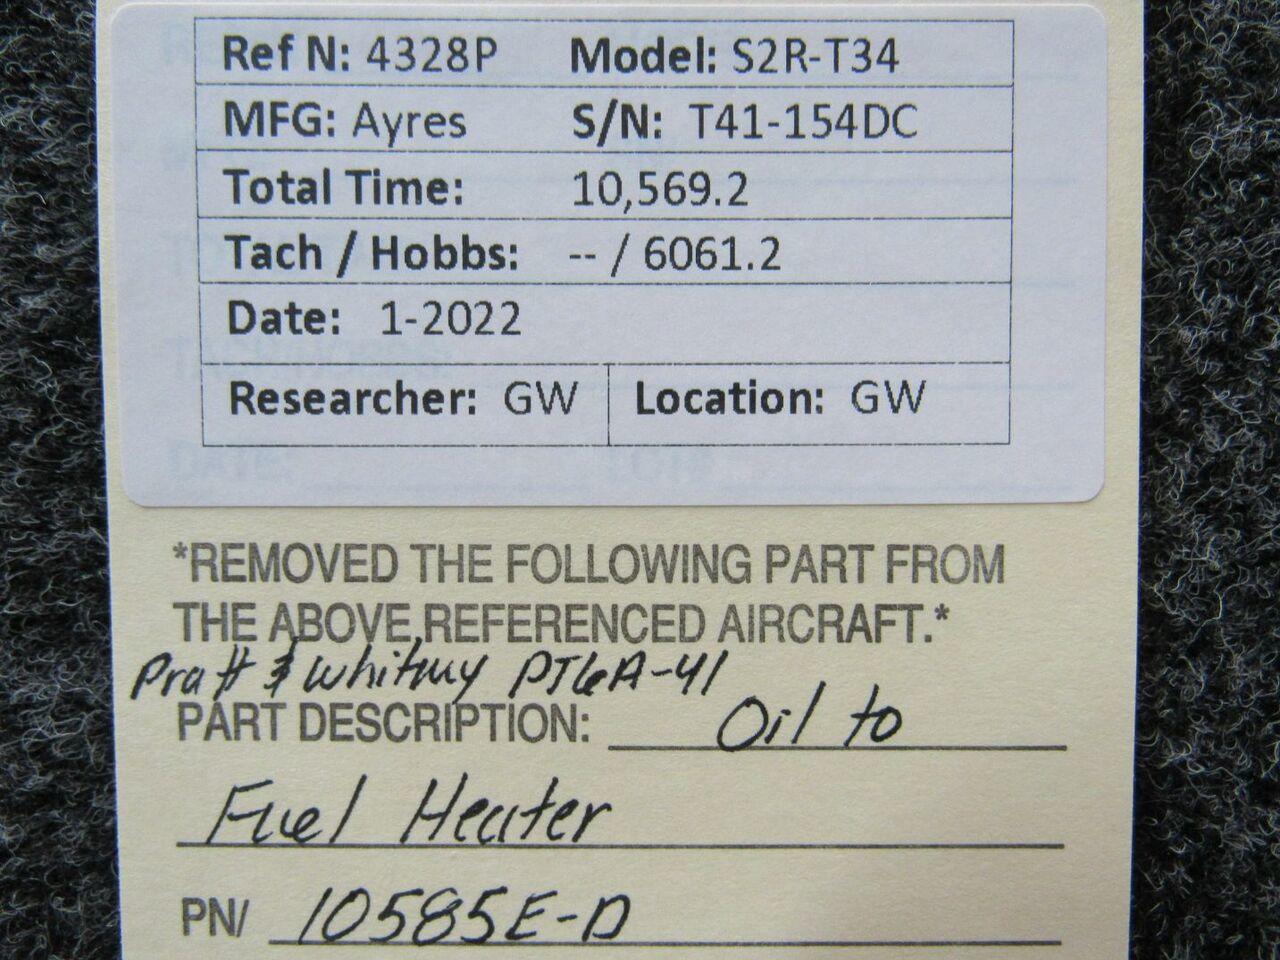 Ref N: 4328P Model: S2R-T34
MFG: Ayres S/N: T41-154DC
Total Time: 10,569.2
Tach / Hobbs: -- / 6061.2
Date: 1-2022
Researcher: GW Location: GW
*REMOVED THE FOLLOWING PART FROM
THE ABOVE REFERENCED AIRCRAFT.*
Pratt & Whitney PT6A-41
PART DESCRIPTION: Oil to
Fuel Heater
PN/ 10585E-D